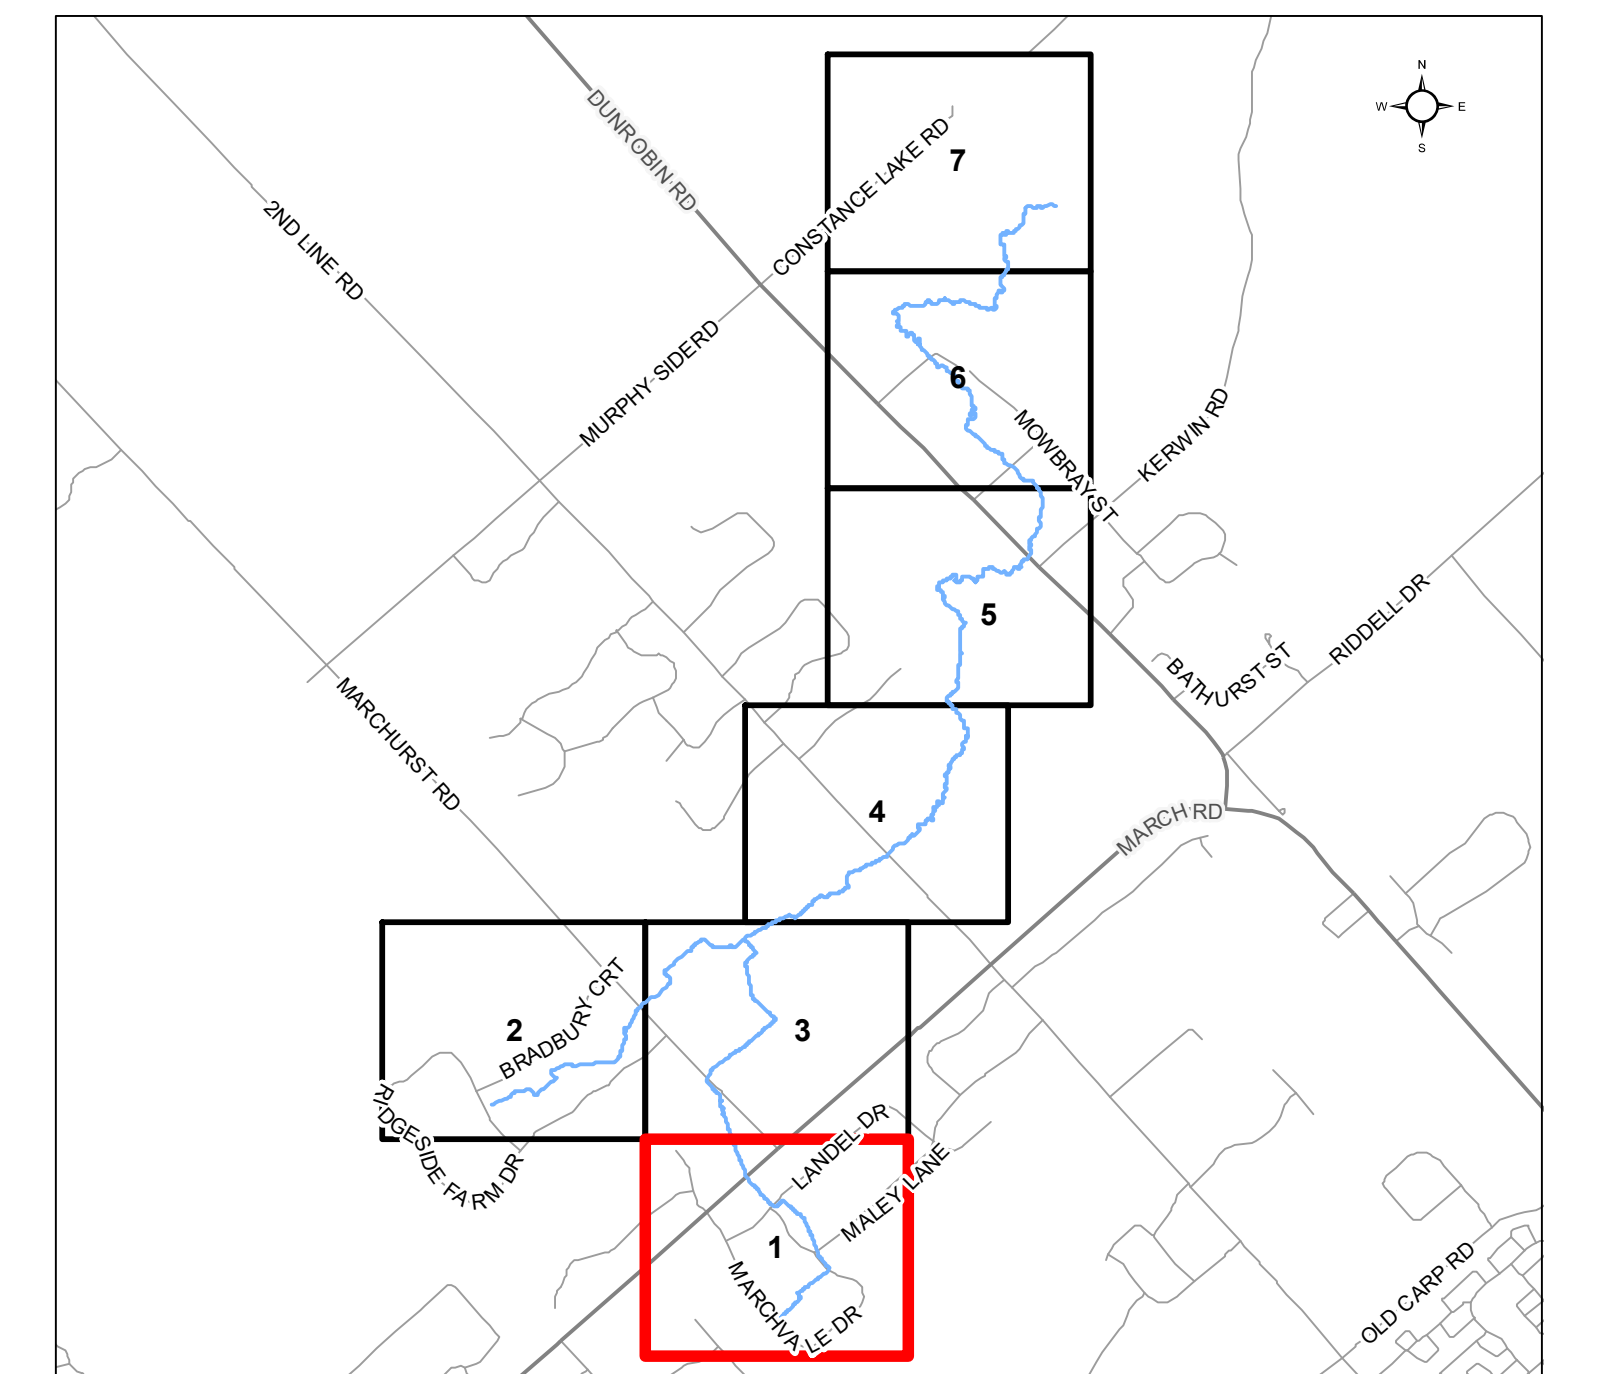 N
W E
S
DUNROBIN RD
7
CONSTANCE LAKE RD
2ND LINE RD
MURPHY SIDERD
6
MOWBRAY ST
KERWIN RD
5
RIDDELL DR
BATHURST ST
MARCHURST RD
4
MARCH RD
BRADBURY CRT
2
3
RIDGESIDE FARM DR
LANDEL DR
MALEY LANE
1
MARCHVALE DR
OLD CARP RD